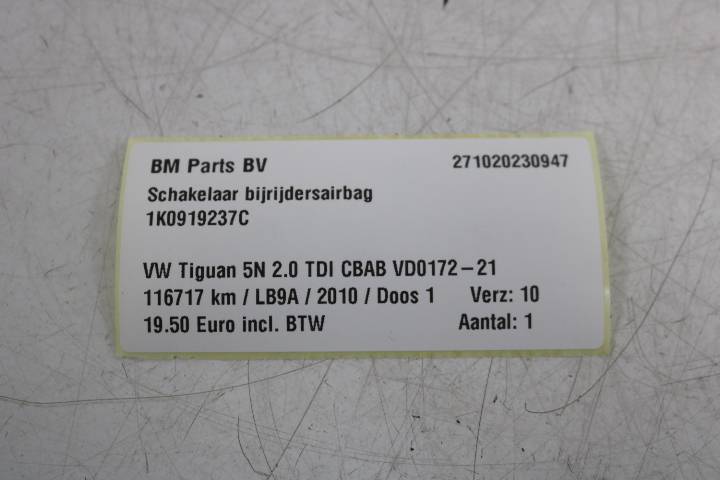 BM Parts BV 271020230947
Schakelaar bijrijdersairbag
1K0919237C
VW Tiguan 5N 2.0 TDI CBAB VD0172-21
116717 km / LB9A / 2010 / Doos 1 Verz: 10
19.50 Euro incl. BTW Aantal: 1